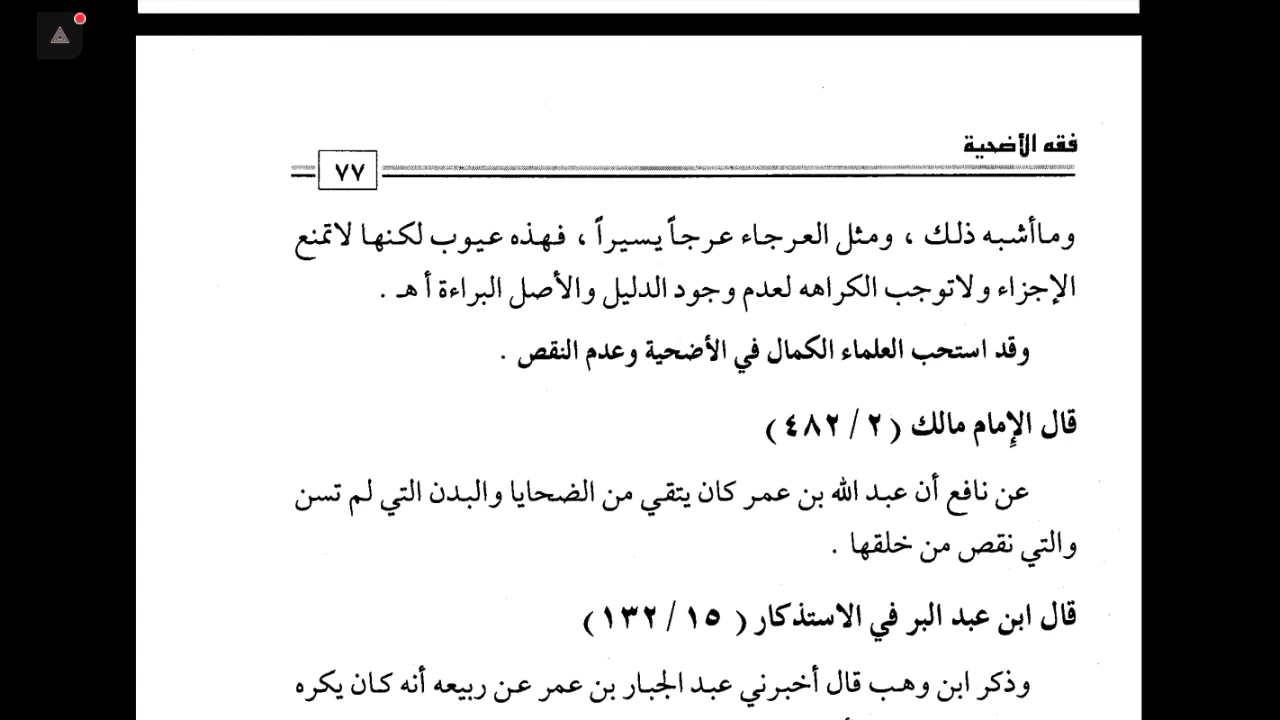 فقه الأضحية
٧٧
وماأشبه ذلك ، ومثل العرجاء عرجاً يسيراً ، فهذه عيوب لكنها لاتمنع
الإجزاء ولاتوجب الكراهه لعدم وجود الدليل والأصل البراءة أ هـ .
وقد استحب العلماء الكمال في الأضحية وعدم النقص .
قال الإمام مالك ( ٢ / ٤٨٢ )
عن نافع أن عبد الله بن عمر كان يتقي من الضحايا والبدن التي لم تسن
والتي نقص من خلقها .
قال ابن عبد البر في الاستذكار ( ١٥ / ١٣٢ )
وذكر ابن وهب قال أخبرني عبد الجبار بن عمر عن ربيعه أنه كان يكره